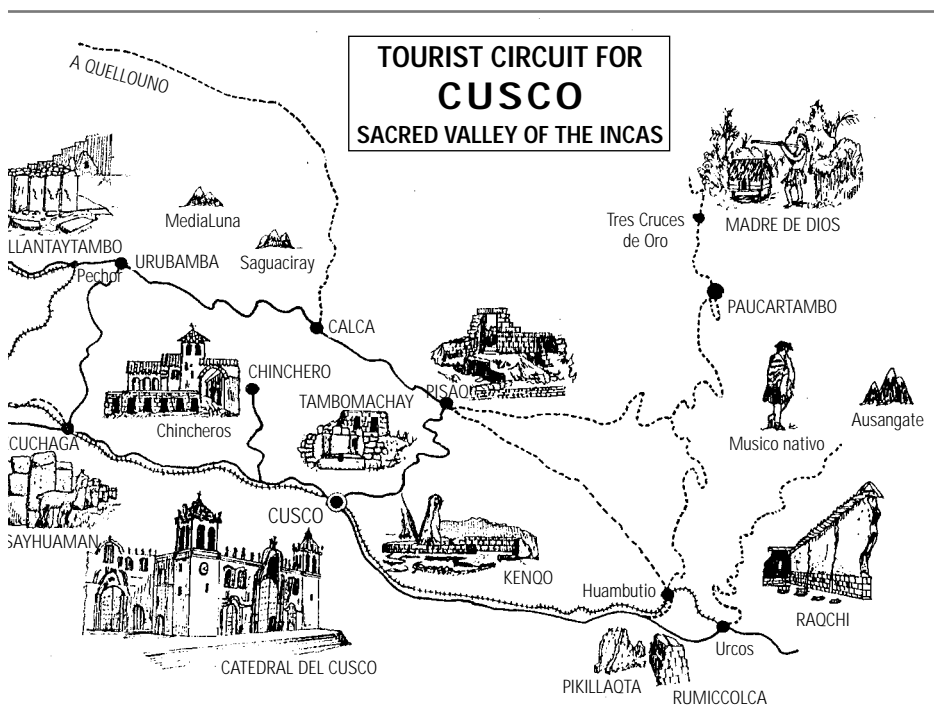 TOURIST CIRCUIT FOR
CUSCO
SACRED VALLEY OF THE INCAS
A QUELLOUNO
MediaLuna
Saguaciray
LLANTAYTAMBO
Pechor
URUBAMBA
CALCA
Tres Cruces
de Oro
MADRE DE DIOS
PAUCARTAMBO
CHINCHERO
Chincheros
TAMBOMACHAY
PISAQ
Musico nativo
Ausangate
CUCHAGA
SAYHUAMAN
CUSCO
KENQO
Huambutio
RAQCHI
Urcos
CATEDRAL DEL CUSCO
PIKILLAQTA
RUMICCOLCA